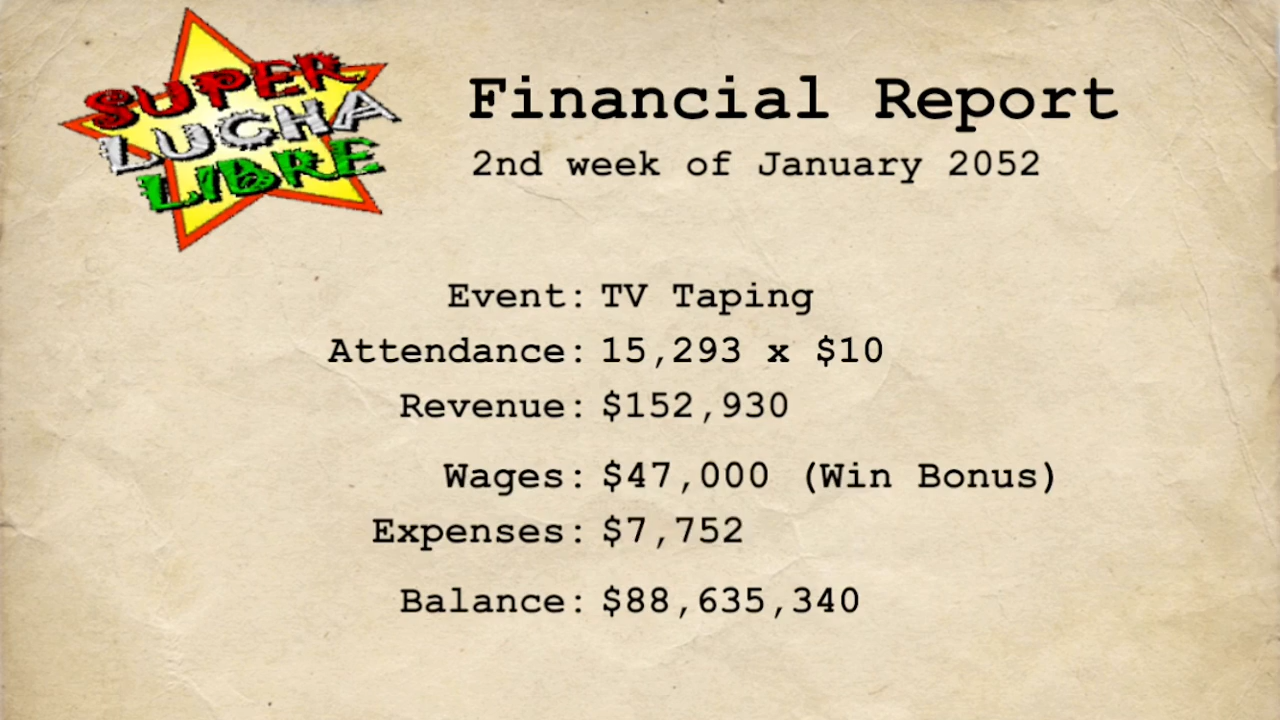 SUPER
LUCHA
LIBRE
Financial Report
2nd week of January 2052
Event: TV Taping
Attendance: 15,293 x $10
Revenue: $152,930
Wages: $47,000 (Win Bonus)
Expenses: $7,752
Balance: $88,635,340